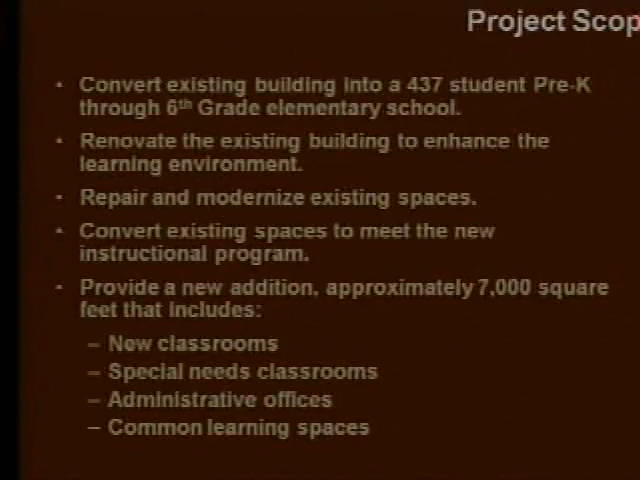 Project Scop
• Convert existing building into a 437 student Pre-K
through 6th Grade elementary school.
• Renovate the existing building to enhance the
learning environment.
• Repair and modernize existing spaces.
• Convert existing spaces to meet the new
instructional program.
• Provide a new addition, approximately 7,000 square
feet that includes:
– New classrooms
– Special needs classrooms
– Administrative offices
– Common learning spaces